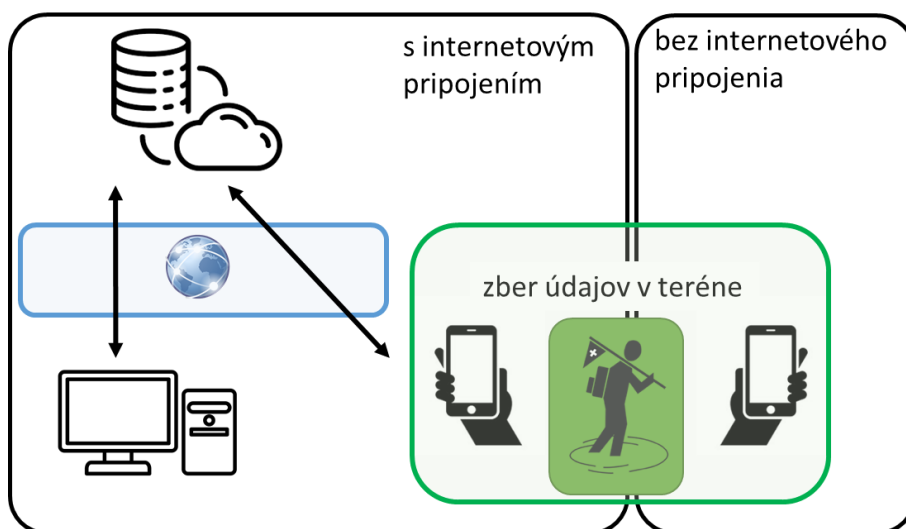 s internetovým
pripojením
bez internetového
pripojenia
zber údajov v teréne